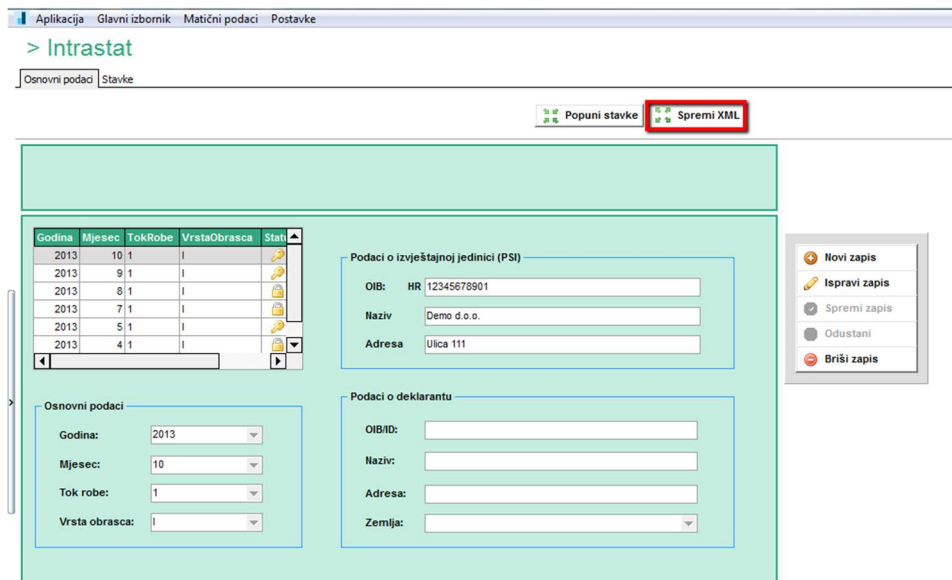 Aplikacija Glavni izbornik Matični podaci Postavke
> Intrastat
Osnovni podaci Stavke
Popuni stavke Spremi XML
Godina Mjesec TokRobe VrstaObrasca Stat
2013 10 1 I
2013 9 1 I
2013 8 1 I
2013 7 1 I
2013 5 1 I
2013 4 1 I
Podaci o izvještajnoj jedinici (PSI)
OIB: HR 12345678901
Naziv Demo d.o.o.
Adresa Ulica 111
Novi zapis
Ispravi zapis
Spremi zapis
Odustani
Briši zapis
Osnovni podaci
Godina: 2013
Mjesec: 10
Tok robe: 1
Vrsta obrasca: I
Podaci o deklarantu
OIB/ID:
Naziv:
Adresa:
Zemlja: